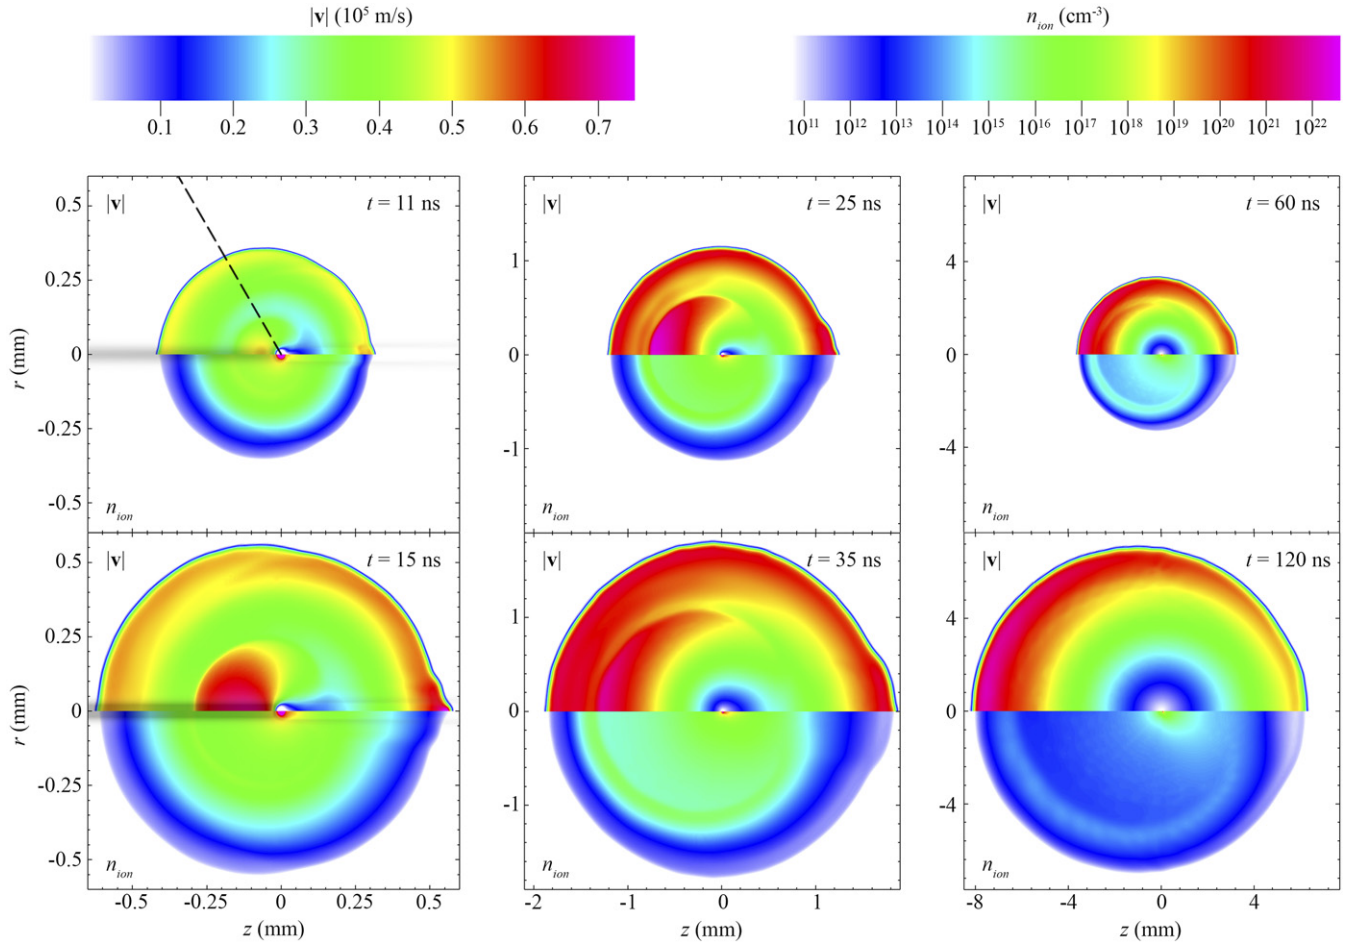 |v| (10⁵ m/s)
n_ion (cm⁻³)
0.1 0.2 0.3 0.4 0.5 0.6 0.7
10¹¹ 10¹² 10¹³ 10¹⁴ 10¹⁵ 10¹⁶ 10¹⁷ 10¹⁸ 10¹⁹ 10²⁰ 10²¹ 10²²
|v| t = 11 ns
0.5
0.25
0
-0.25
-0.5
r (mm)
n_ion
|v| t = 25 ns
1
0
-1
n_ion
|v| t = 60 ns
4
0
-4
n_ion
|v| t = 15 ns
0.5
0.25
0
-0.25
-0.5
r (mm)
n_ion
-0.5 -0.25 0 0.25 0.5
z (mm)
|v| t = 35 ns
1
0
-1
n_ion
-2 -1 0 1
z (mm)
|v| t = 120 ns
4
0
-4
n_ion
-8 -4 0 4
z (mm)